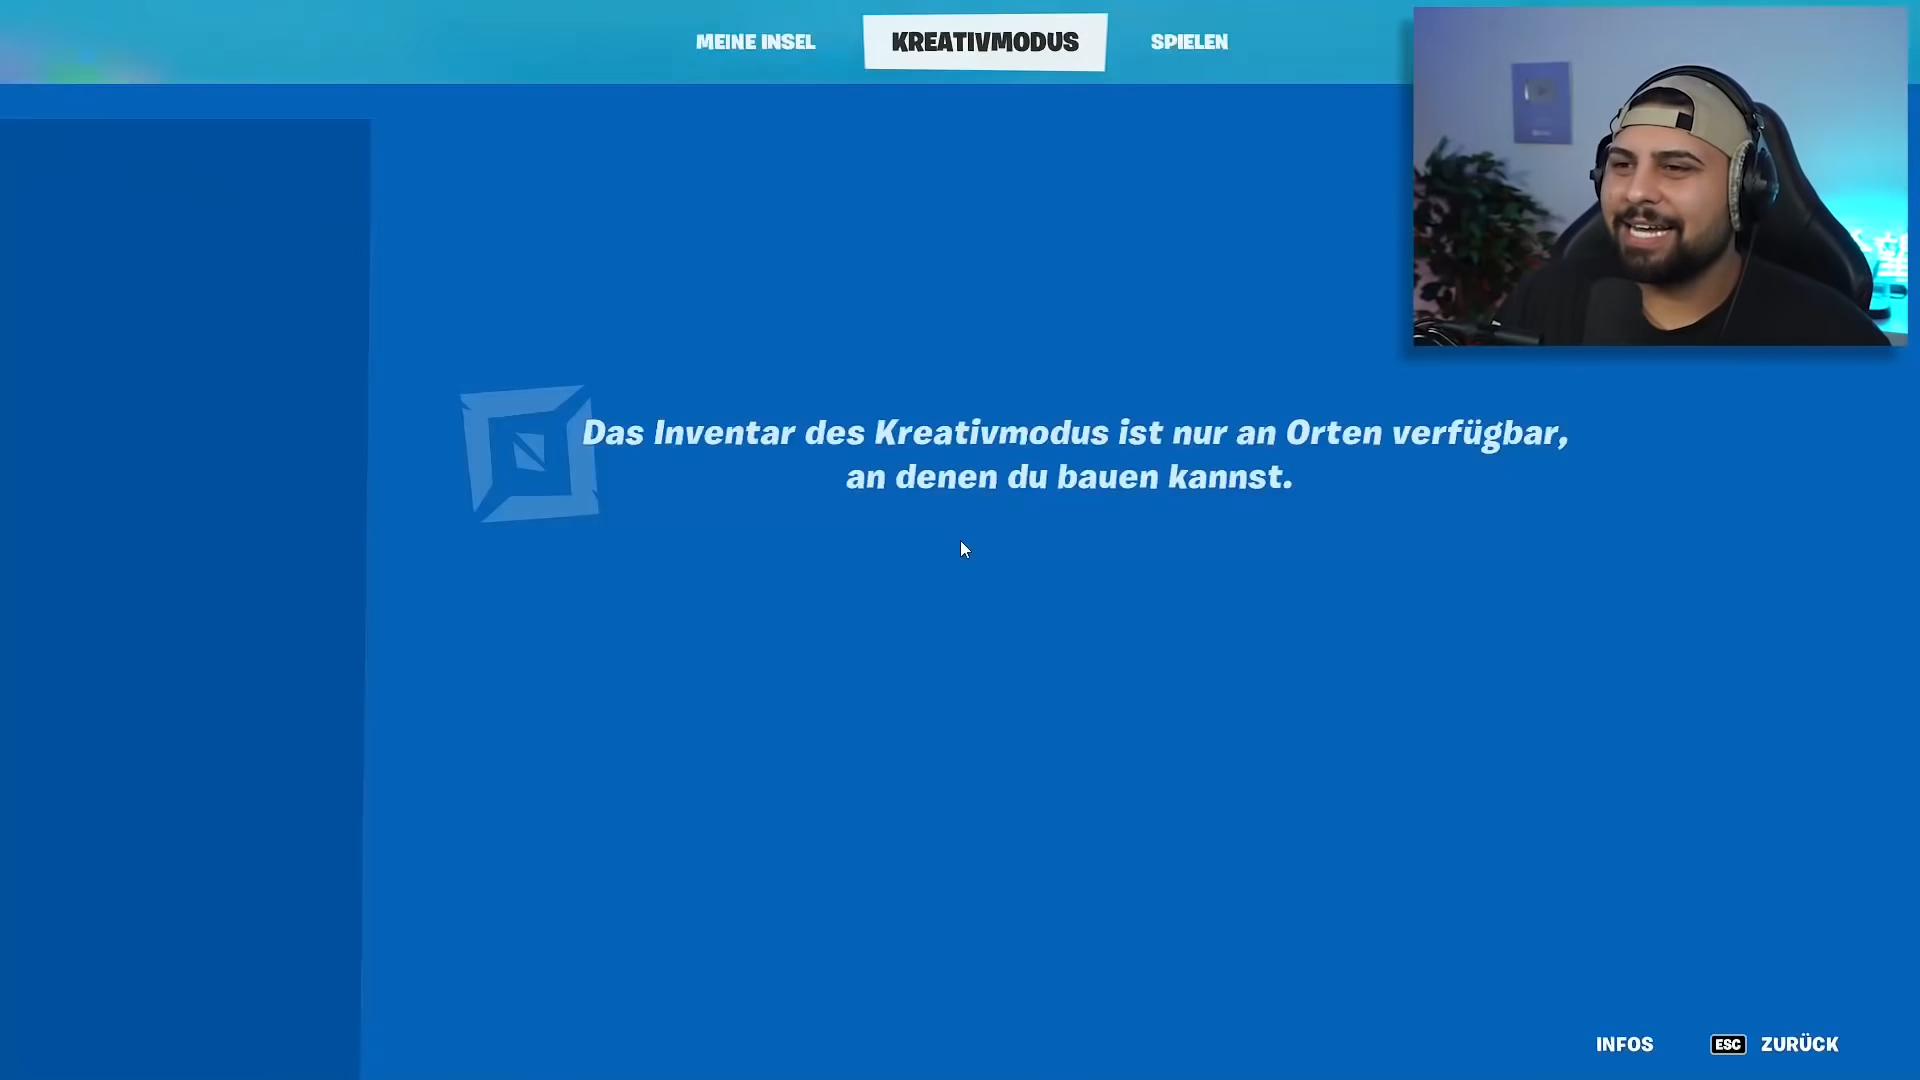 MEINE INSEL
KREATIVMODUS
SPIELEN
Das Inventar des Kreativmodus ist nur an Orten verfügbar,
an denen du bauen kannst.
INFOS
ESC ZURÜCK